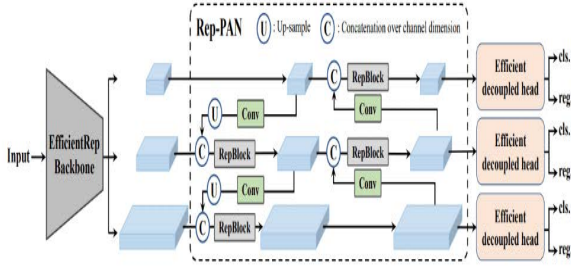 Rep-PAN
U : Up-sample
C : Concatenation over channel dimension
Input
EfficientRep
Backbone
C
RepBlock
Efficient
decoupled head
cls.
reg
U
Conv
Conv
C
RepBlock
C
RepBlock
Efficient
decoupled head
cls.
reg
U
Conv
Conv
C
RepBlock
Efficient
decoupled head
cls.
reg